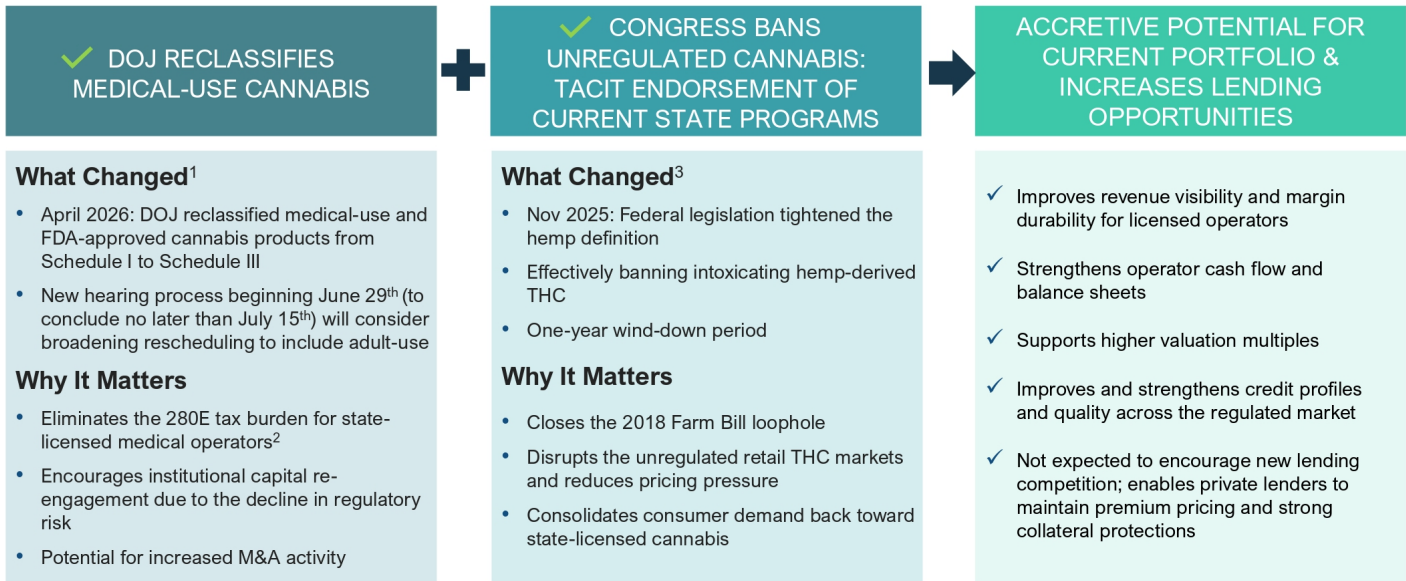 DOJ RECLASSIFIES
MEDICAL-USE CANNABIS
CONGRESS BANS
UNREGULATED CANNABIS:
TACIT ENDORSEMENT OF
CURRENT STATE PROGRAMS
ACCRETIVE POTENTIAL FOR
CURRENT PORTFOLIO &
INCREASES LENDING
OPPORTUNITIES
What Changed1
• April 2026: DOJ reclassified medical-use and
FDA-approved cannabis products from
Schedule I to Schedule III
• New hearing process beginning June 29th (to
conclude no later than July 15th) will consider
broadening rescheduling to include adult-use
Why It Matters
• Eliminates the 280E tax burden for state-
licensed medical operators2
• Encourages institutional capital re-
engagement due to the decline in regulatory
risk
• Potential for increased M&A activity
What Changed3
• Nov 2025: Federal legislation tightened the
hemp definition
• Effectively banning intoxicating hemp-derived
THC
• One-year wind-down period
Why It Matters
• Closes the 2018 Farm Bill loophole
• Disrupts the unregulated retail THC markets
and reduces pricing pressure
• Consolidates consumer demand back toward
state-licensed cannabis
✓ Improves revenue visibility and margin
durability for licensed operators
✓ Strengthens operator cash flow and
balance sheets
✓ Supports higher valuation multiples
✓ Improves and strengthens credit profiles
and quality across the regulated market
✓ Not expected to encourage new lending
competition; enables private lenders to
maintain premium pricing and strong
collateral protections